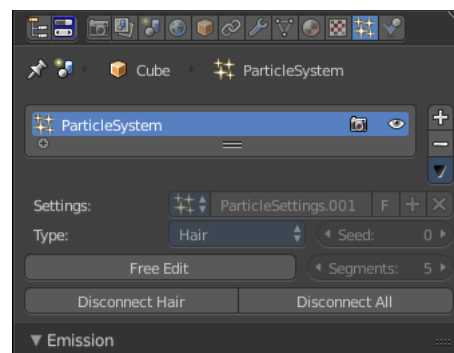 Cube ParticleSystem
ParticleSystem
Settings: ParticleSettings.001 F
Type: Hair Seed: 0
Free Edit Segments: 5
Disconnect Hair Disconnect All
Emission